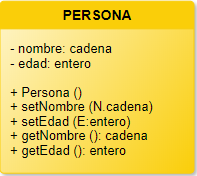 PERSONA
- nombre: cadena
- edad: entero
+ Persona ()
+ setNombre (N.cadena)
+ setEdad (E:entero)
+ getNombre (): cadena
+ getEdad (): entero